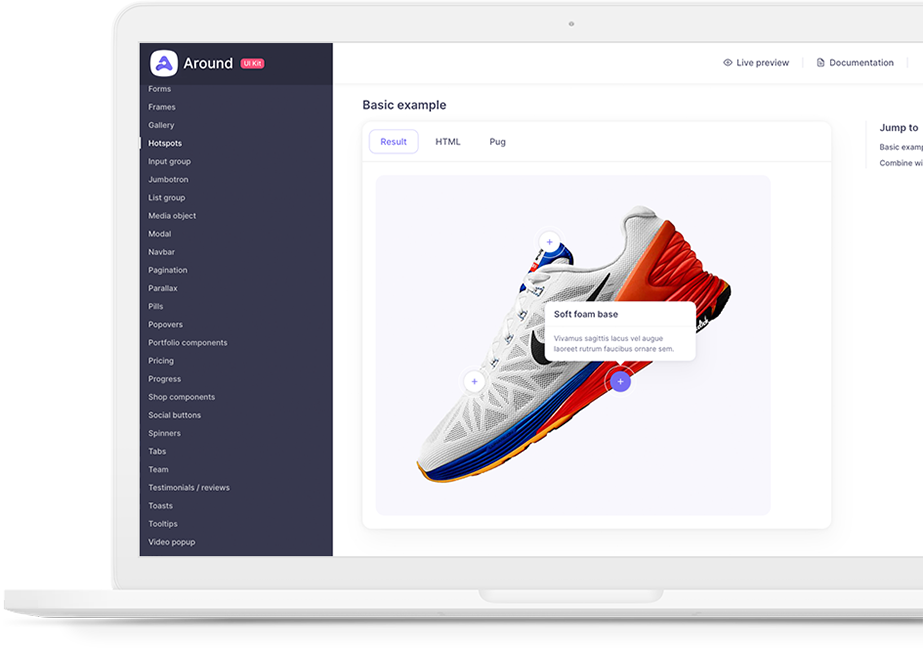 Around UI Kit
Forms
Frames
Gallery
Hotspots
Input group
Jumbotron
List group
Media object
Modal
Navbar
Pagination
Parallax
Pills
Popovers
Portfolio components
Pricing
Progress
Shop components
Social buttons
Spinners
Tabs
Team
Testimonials / reviews
Toasts
Tooltips
Video popup
Live preview
Documentation
Basic example
Result HTML Pug
Soft foam base
Vivamus sagittis lacus vel augue
laoreet rutrum faucibus ornare sem.
Jump to
Basic examp
Combine wi